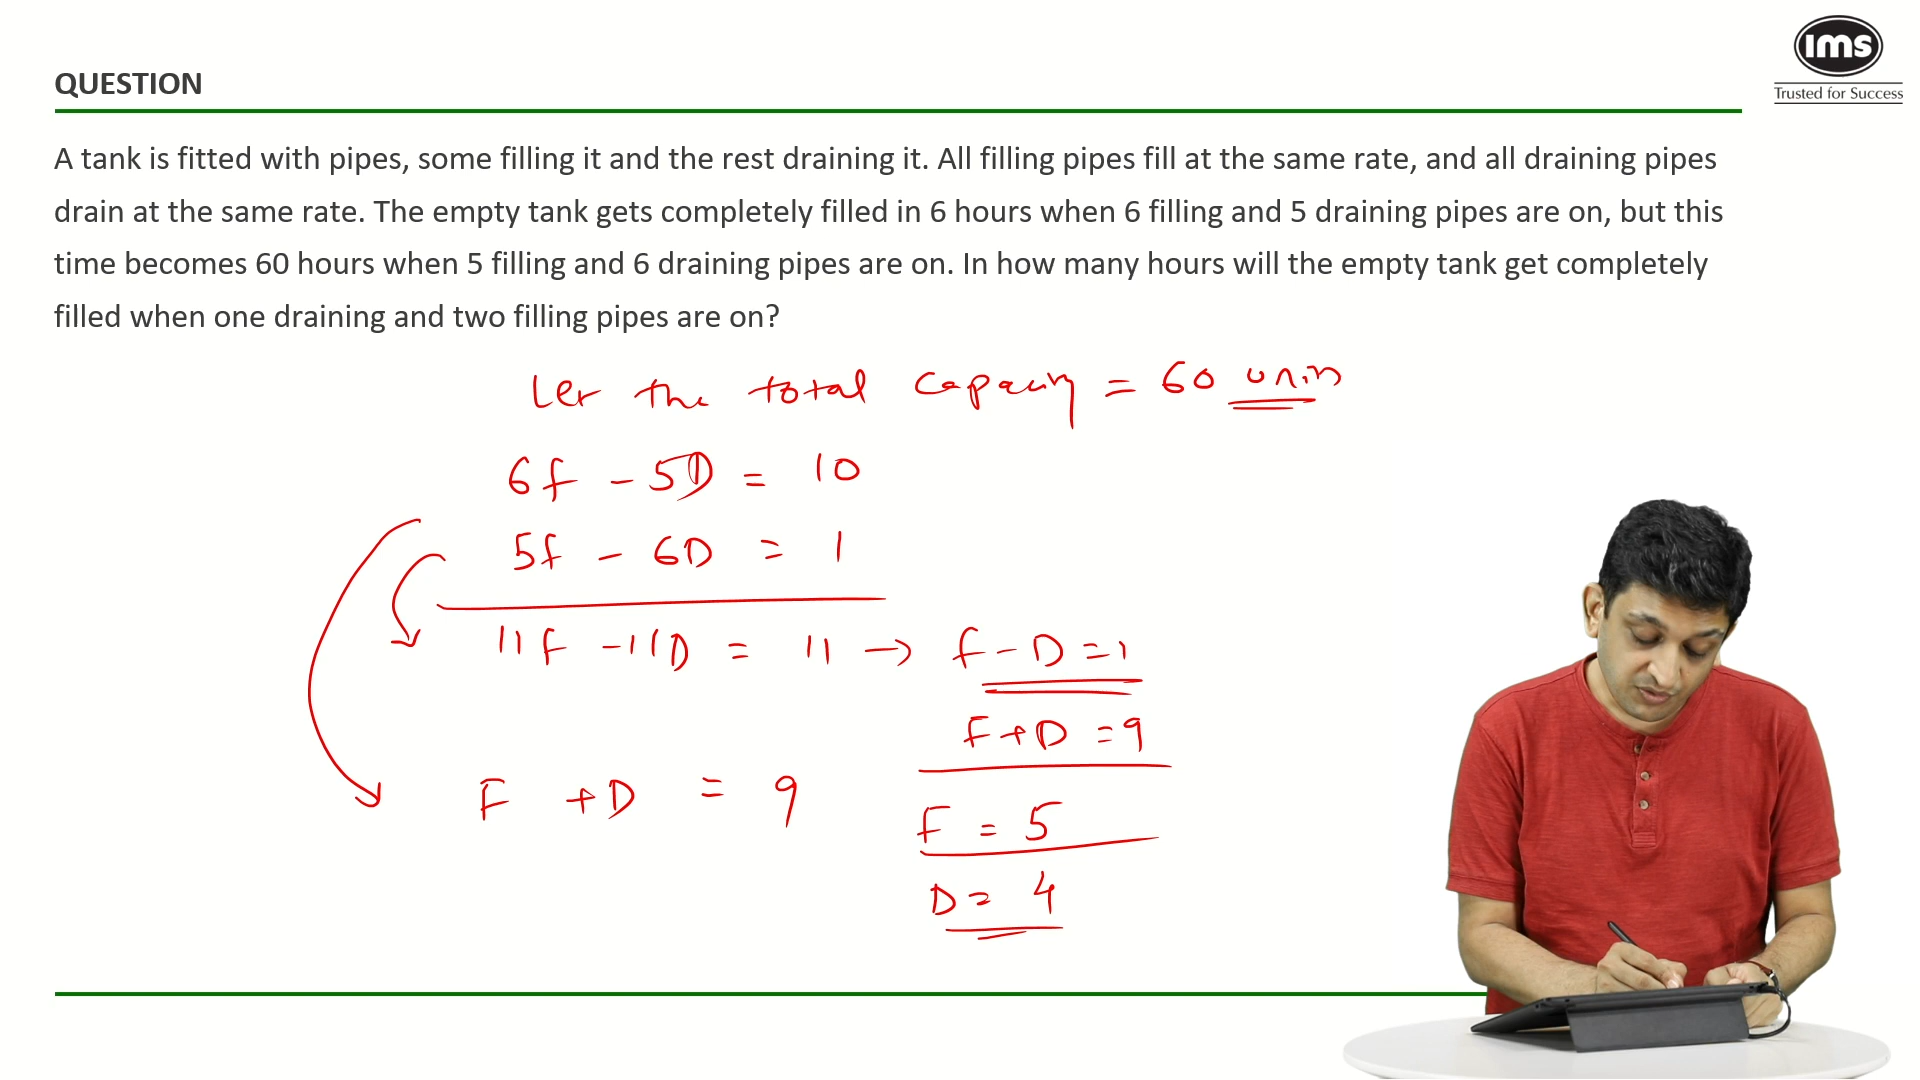 ims
Trusted for Success
QUESTION
A tank is fitted with pipes, some filling it and the rest draining it. All filling pipes fill at the same rate, and all draining pipes
drain at the same rate. The empty tank gets completely filled in 6 hours when 6 filling and 5 draining pipes are on, but this
time becomes 60 hours when 5 filling and 6 draining pipes are on. In how many hours will the empty tank get completely
filled when one draining and two filling pipes are on?
Let the total capacity = 60 units
6f - 5D = 10
5f - 6D = 1
11f - 11D = 11 → f - D = 1
F + D = 9
F + D = 9
F = 5
D = 4